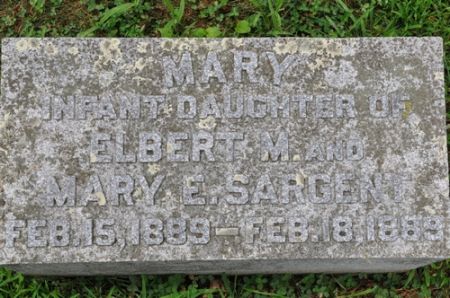 MARY
INFANT DAUGHTER OF
ELBERT M. AND
MARY E. SARGENT
FEB. 15, 1889 — FEB. 18, 1889